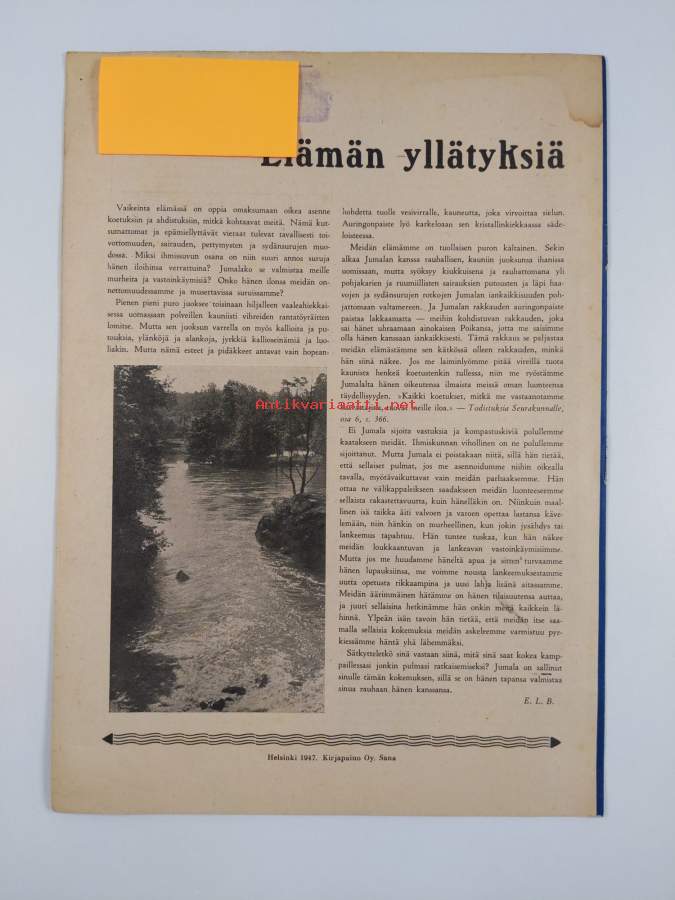 Elämän yllätyksiä
Vaikeinta elämässä on oppia omaksumaan oikea asenne
koetuksiin ja ahdistuksiin, mitkä kohtaavat meitä. Nämä kut-
sumattomat ja epämiellyttävät vieraat tulevat tavallisesti toi-
vottomuuden, sairauden, pettymysten ja sydänsurujen muo-
dossa. Miksi ihmissuvun osana on niin suuri annos suruja
hänen iloihinsa verrattuina? Jumalako se valmistaa meille
murheita ja vastoinkäymisiä? Onko hänen ilonsa meidän on-
nettomuudessamme ja musertavissa suruissamme?
Pienen pieni puro juoksee toisinaan hiljalleen vaaleahiekkai-
sessa uomassaan polveillen kauniisti vihreiden rantatöyräitten
lomitse. Mutta sen juoksun varrella on myös kallioita ja pu-
touksia, ylänköjä ja alankoja, jyrkkiä kallioseinämiä ja luo-
liakin. Mutta nämä esteet ja pidäkkeet antavat vain hopean-
hohdetta tuolle vesivirralle, kauneutta, joka virvoittaa sielun.
Auringonpaiste lyö karkeloaan sen kristallinkirkkaassa säde-
loisteessa.
Meidän elämämme on tuollaisen puron kaltainen. Sekin
alkaa Jumalan kanssa rauhallisen, kauniin juoksunsa ihanissa
uomissaan, mutta syöksyy kiukkuisena ja rauhattomana yli
pohjakarien ja ruumiillisten sairauksien putousten ja läpi haa-
vojen ja sydänsurujen rotkojen Jumalan iankaikkisuuden poh-
jattomaan valtamereen. Ja Jumalan rakkauden auringonpaiste
paistaa lakkaamatta — meihin kohdistuvan rakkauden, joka
sai hänet uhraamaan ainokaisen Poikansa, jotta me saisimme
olla hänen kanssaan iankaikkisesti. Tämä rakkaus se paljastaa
meidän elämästämme sen kätkössä olleen rakkauden, minkä
hän siinä näkee. Jos me laiminlyömme pitää vireillä tuota
kaunista henkeä koetustenkin tullessa, niin me ryöstämme
Jumalalta hänen oikeutensa ilmaista meissä oman luonteensa
täydellisyyden. »Kaikki koetukset, mitkä me vastaanotamme
meille iloa.» — Todistuksia Seurakunnalle,
osa 6, s. 366.
Ei Jumala sijoita vastuksia ja kompastuskiviä polullemme
kaatakseen meidät. Ihmiskunnan vihollinen on ne polullemme
sijoittanut. Mutta Jumala ei poistakaan niitä, sillä hän tietää,
että sellaiset pulmat, jos me asennoidumme niihin oikealla
tavalla, myötävaikuttavat vain meidän parhaaksemme. Hän
ottaa ne välikappaleikseen saadakseen meidän luonteeseemme
sellaista rakastettavuutta, kuin hänelläkin on. Niinkuin maal-
linen isä taikka äiti valvoen ja varoen opettaa lastansa käve-
lemään, niin hänkin on murheellinen, kun jokin jysähdys tai
lankeemus tapahtuu. Hän tuntee tuskaa, kun hän näkee
meidän loukkaantuvan ja lankeavan vastoinkäymisiimme.
Mutta jos me huudamme häneltä apua ja sitten turvaamme
hänen lupauksiinsa, me voimme nousta lankeemuksestamme
uutta opetusta rikkaampina ja uusi lahja lisänä aitassamme.
Meidän äärimmäinen hätämme on hänen tilaisuutensa auttaa,
ja juuri sellaisina hetkinämme hän onkin meitä kaikkein lä-
hinnä. Ylpeän isän tavoin hän tietää, että meidän itse saa-
malla sellaisia kokemuksia meidän askeleemme varmistuu pyr-
kiessämme häntä yhä lähemmäksi.
Sätkytteletkö sinä vastaan siinä, mitä sinä saat kokea kamp-
paillessasi jonkin pulmasi ratkaisemiseksi? Jumala on sallinut
sinulle tämän kokemuksen, sillä se on hänen tapansa valmistaa
sinua rauhaan hänen kanssansa.
E. L. B.
Antikvariaatti.net
Helsinki 1947. Kirjapaino Oy. Sana